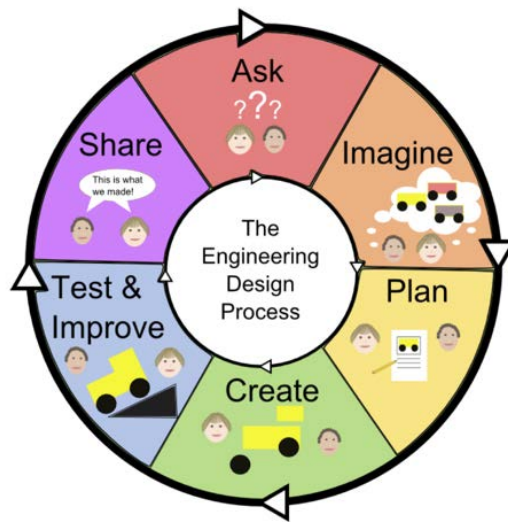 Ask
???
Imagine
Plan
Create
Test &
Improve
Share
This is what
we made!
The
Engineering
Design
Process